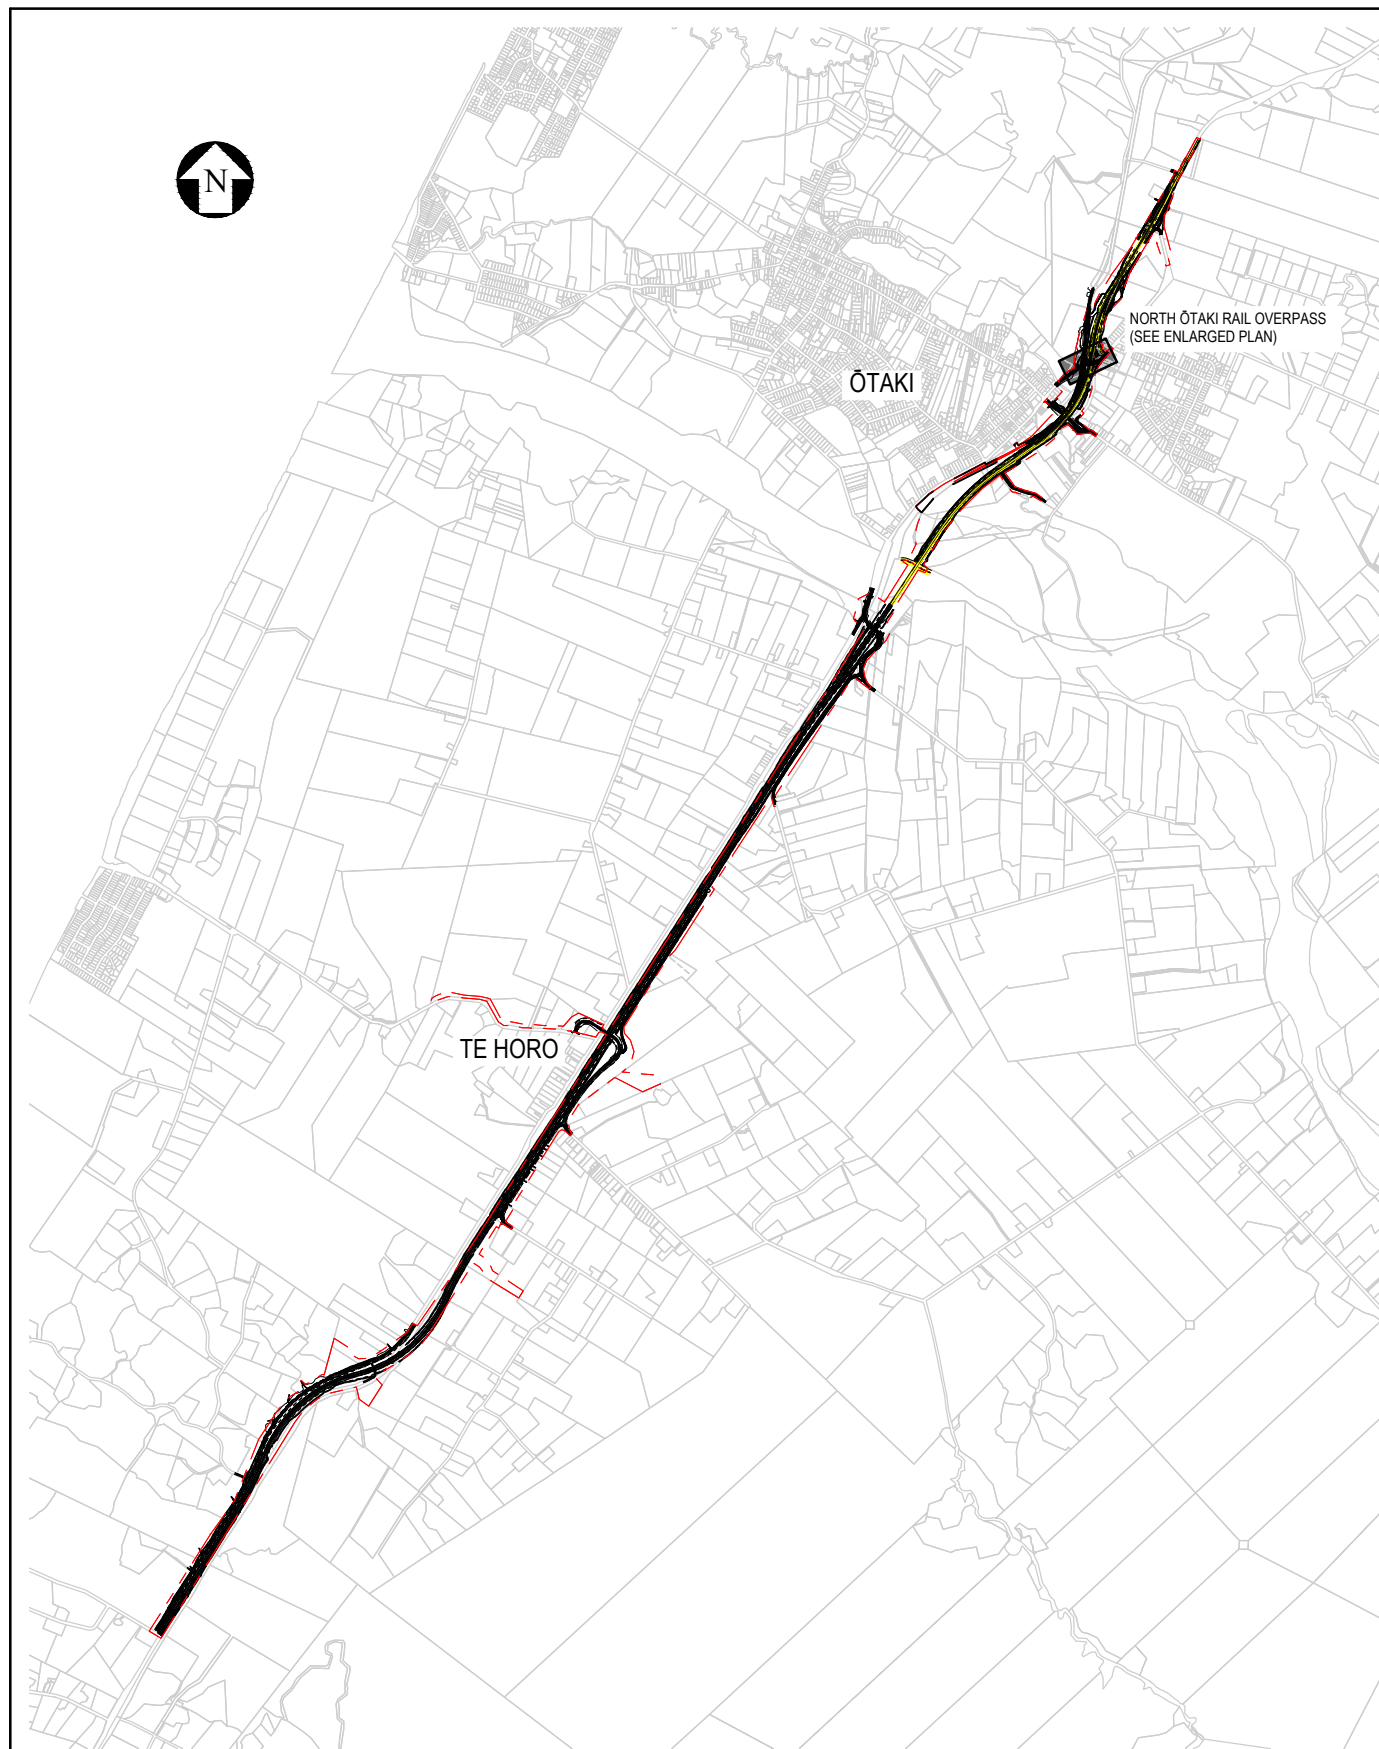 N
NORTH ŌTAKI RAIL OVERPASS
(SEE ENLARGED PLAN)
ŌTAKI
TE HORO